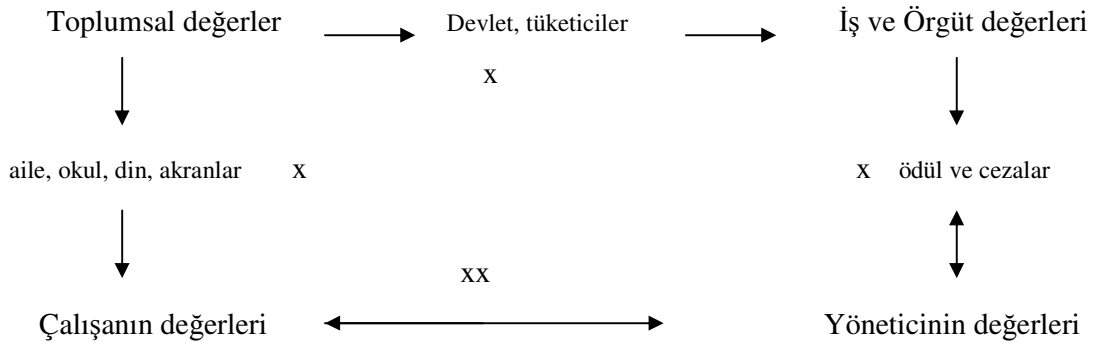 Toplumsal değerler Devlet, tüketiciler İş ve Örgüt değerleri
x
aile, okul, din, akranlar x x ödül ve cezalar
xx
Çalışanın değerleri Yöneticinin değerleri